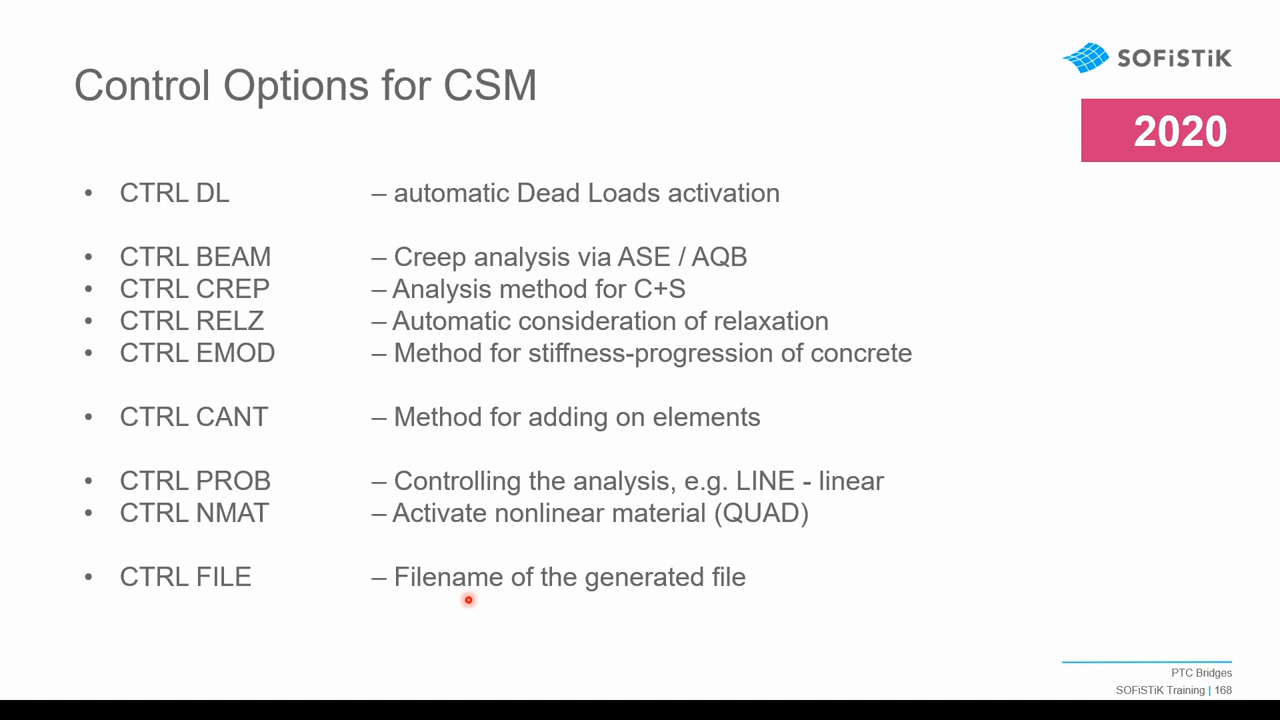 SOFiSTiK
Control Options for CSM
2020
• CTRL DL – automatic Dead Loads activation
• CTRL BEAM – Creep analysis via ASE / AQB
• CTRL CREP – Analysis method for C+S
• CTRL RELZ – Automatic consideration of relaxation
• CTRL EMOD – Method for stiffness-progression of concrete
• CTRL CANT – Method for adding on elements
• CTRL PROB – Controlling the analysis, e.g. LINE - linear
• CTRL NMAT – Activate nonlinear material (QUAD)
• CTRL FILE – Filename of the generated file
PTC Bridges
SOFiSTiK Training | 168